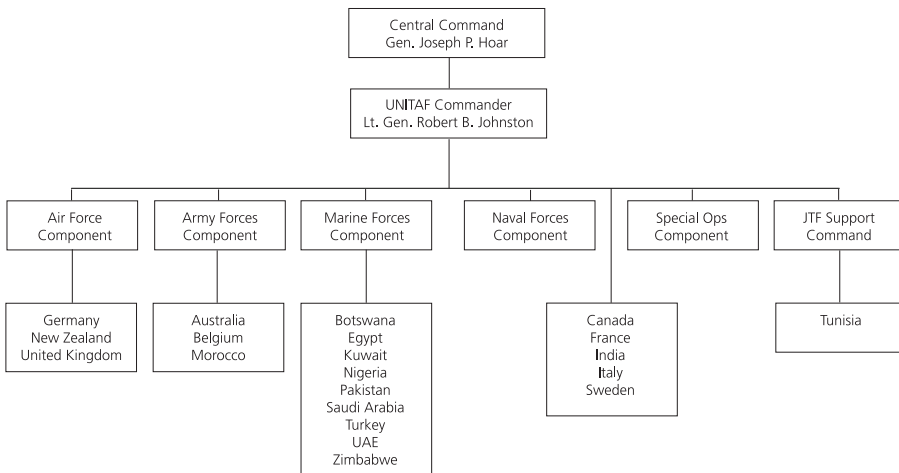 Central Command
Gen. Joseph P. Hoar
UNITAF Commander
Lt. Gen. Robert B. Johnston
Air Force
Component
Army Forces
Component
Marine Forces
Component
Naval Forces
Component
Special Ops
Component
JTF Support
Command
Germany
New Zealand
United Kingdom
Australia
Belgium
Morocco
Botswana
Egypt
Kuwait
Nigeria
Pakistan
Saudi Arabia
Turkey
UAE
Zimbabwe
Canada
France
India
Italy
Sweden
Tunisia